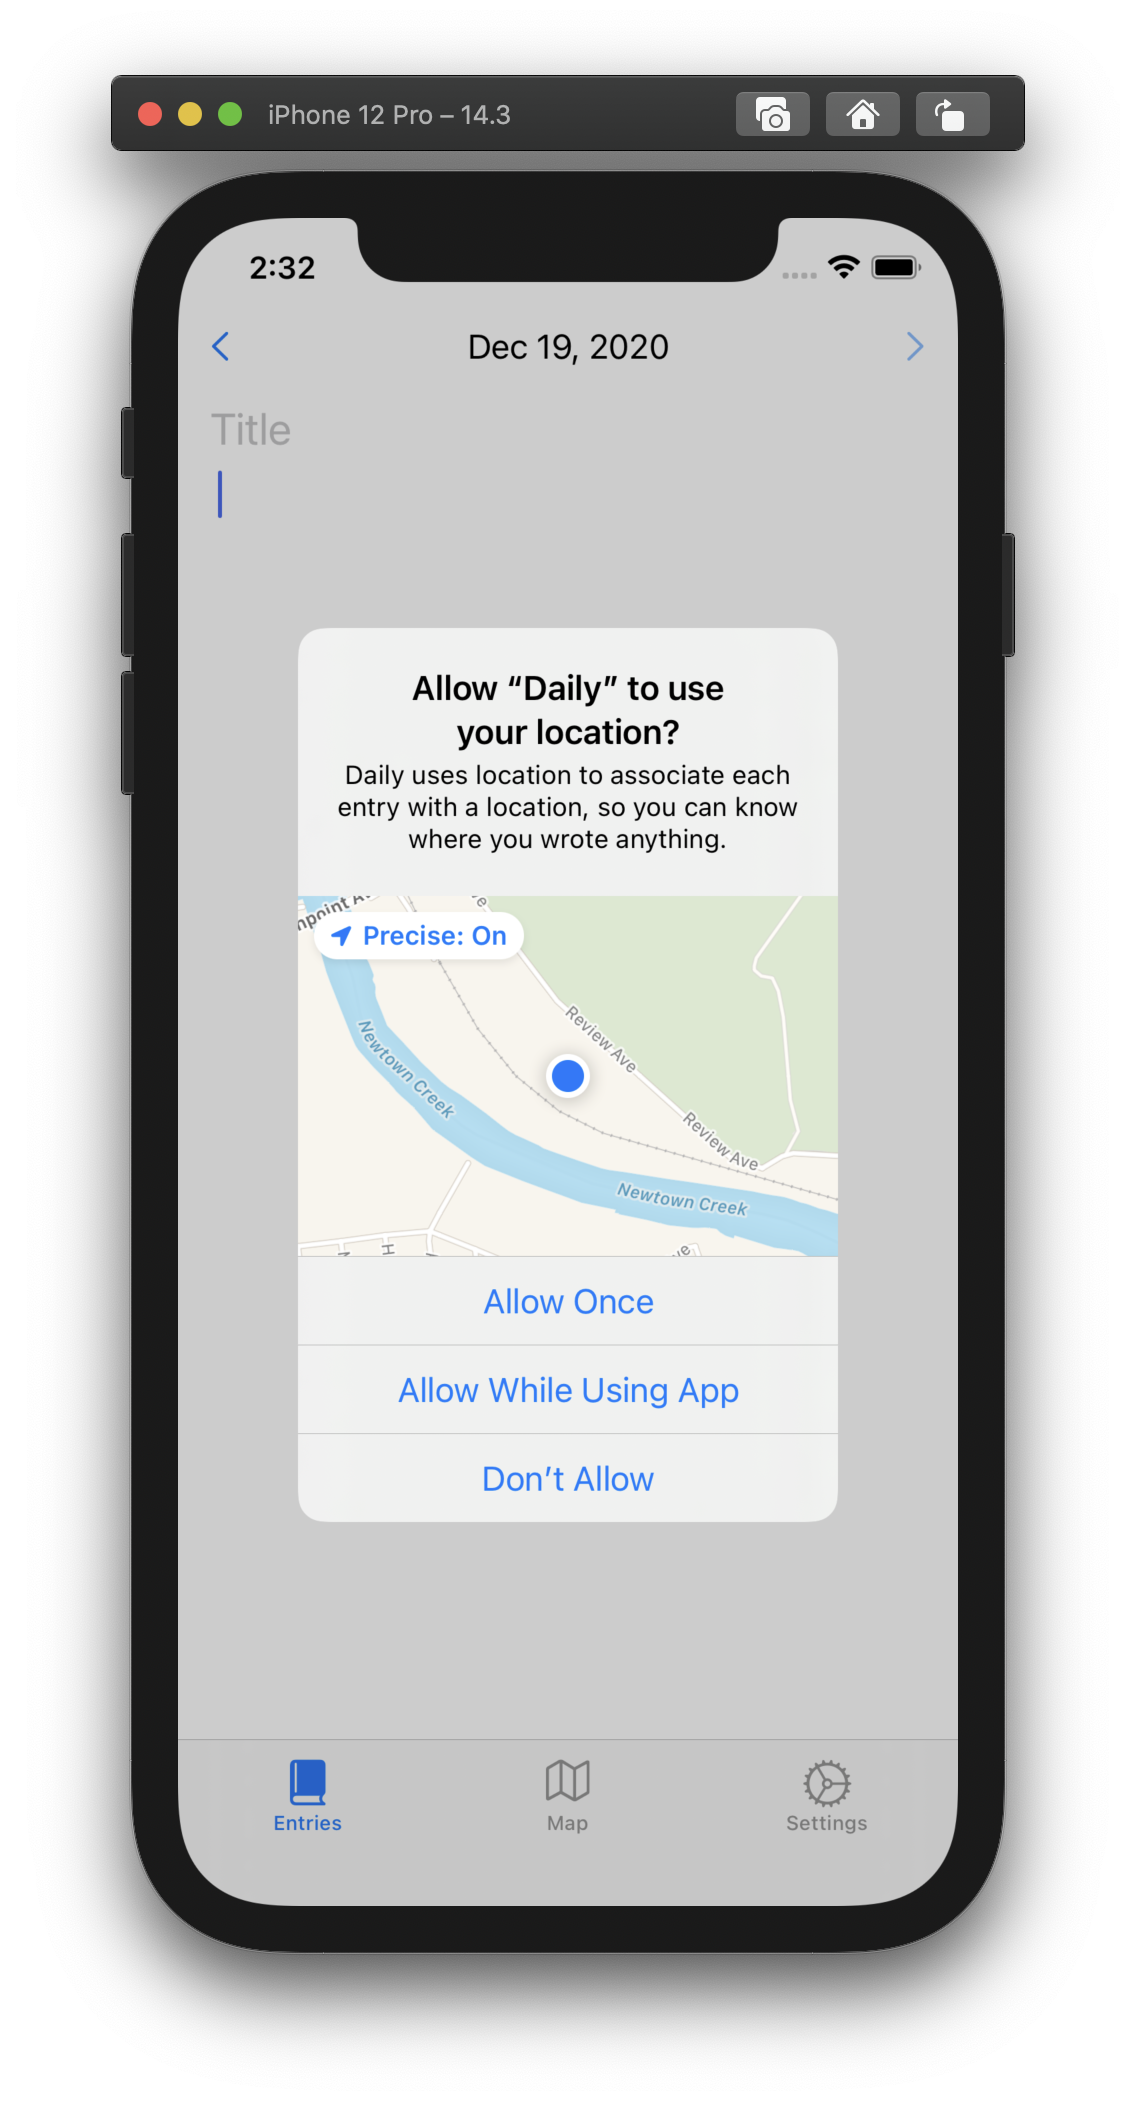 iPhone 12 Pro – 14.3
2:32
Dec 19, 2020
Title
Allow “Daily” to use
your location?
Daily uses location to associate each
entry with a location, so you can know
where you wrote anything.
Precise: On
Review Ave
Newtown Creek
Review Ave
Newtown Creek
Allow Once
Allow While Using App
Don’t Allow
Entries
Map
Settings